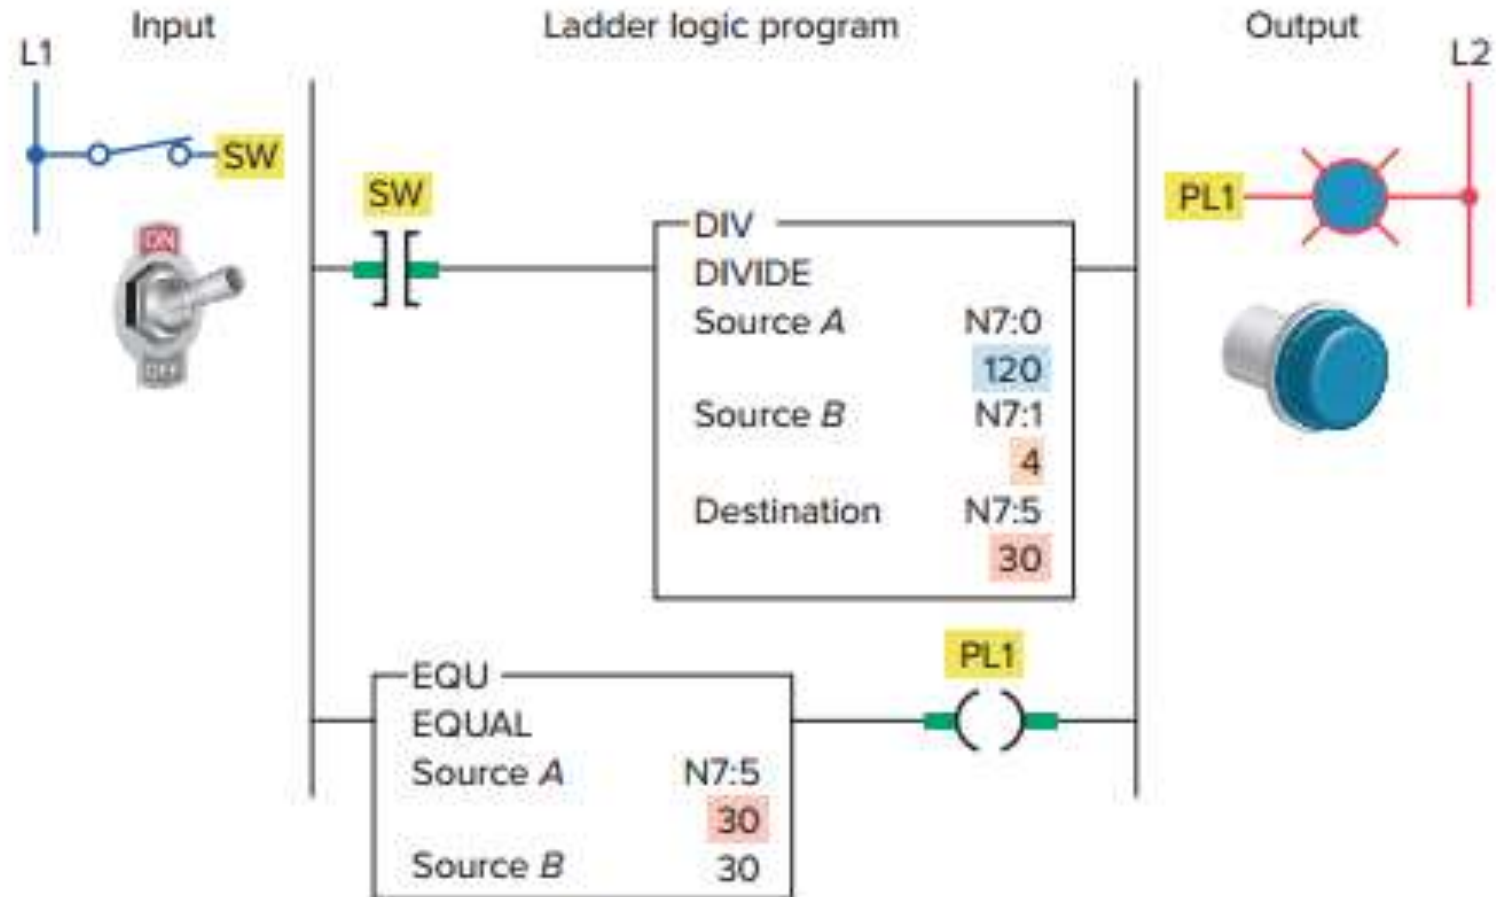 Input
Ladder logic program
Output
L1
L2
SW
SW
PL1
ON
OFF
DIV
DIVIDE
Source A N7:0
120
Source B N7:1
4
Destination N7:5
30
PL1
EQU
EQUAL
Source A N7:5
30
Source B 30